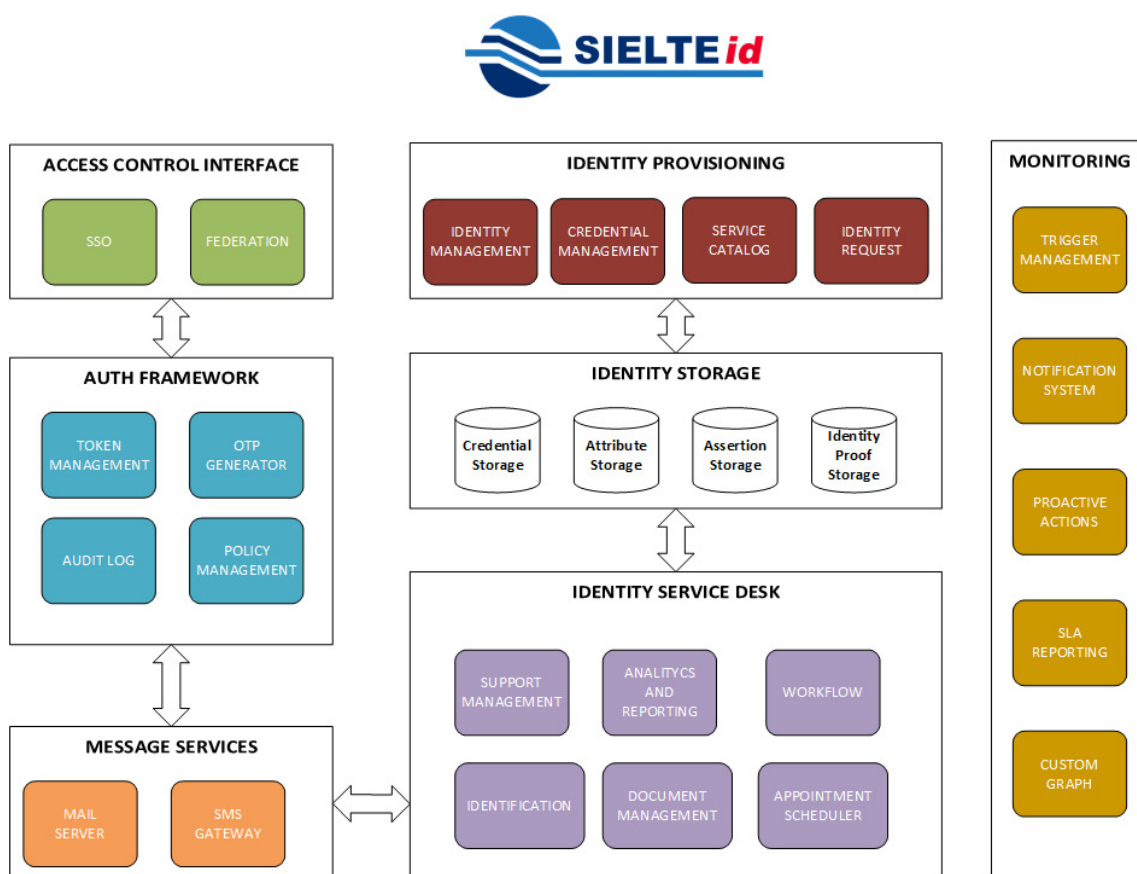 SIELTE id
ACCESS CONTROL INTERFACE
SSO
FEDERATION
IDENTITY PROVISIONING
IDENTITY
MANAGEMENT
CREDENTIAL
MANAGEMENT
SERVICE
CATALOG
IDENTITY
REQUEST
MONITORING
TRIGGER
MANAGEMENT
NOTIFICATION
SYSTEM
PROACTIVE
ACTIONS
SLA
REPORTING
CUSTOM
GRAPH
AUTH FRAMEWORK
TOKEN
MANAGEMENT
OTP
GENERATOR
AUDIT LOG
POLICY
MANAGEMENT
IDENTITY STORAGE
Credential
Storage
Attribute
Storage
Assertion
Storage
Identity
Proof
Storage
IDENTITY SERVICE DESK
SUPPORT
MANAGEMENT
ANALITYCS
AND
REPORTING
WORKFLOW
IDENTIFICATION
DOCUMENT
MANAGEMENT
APPOINTMENT
SCHEDULER
MESSAGE SERVICES
MAIL
SERVER
SMS
GATEWAY